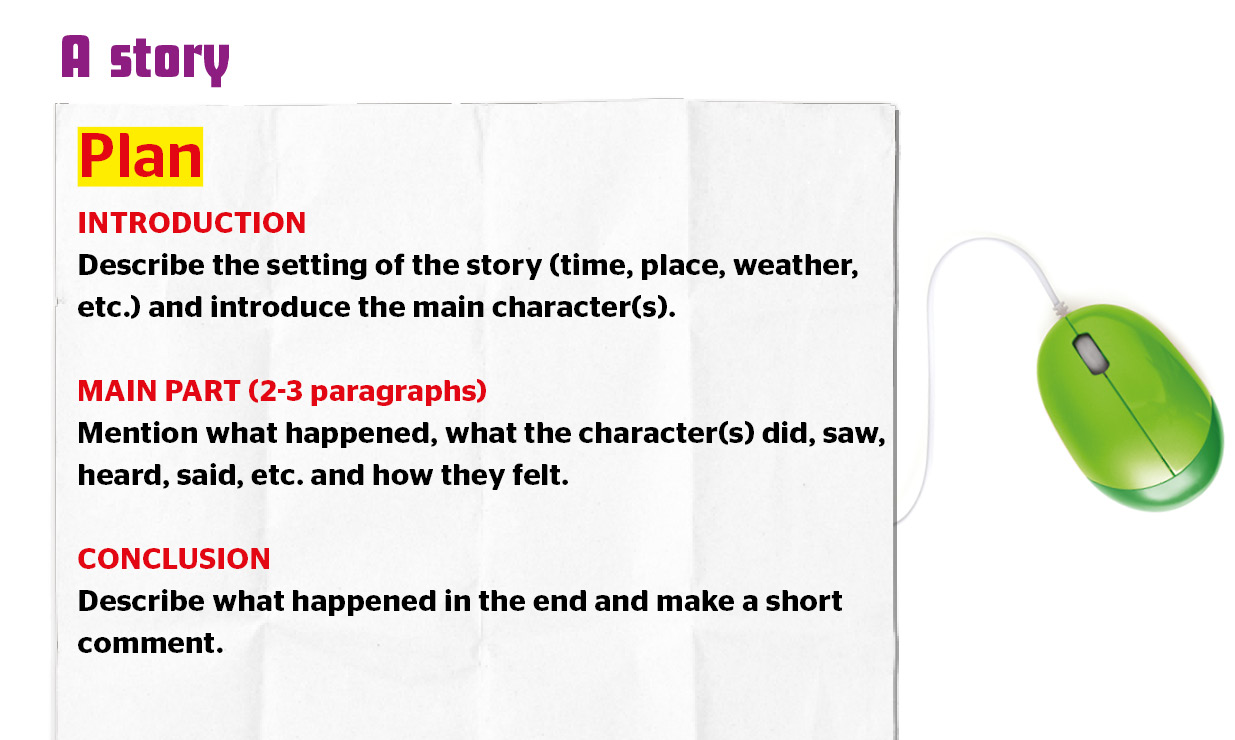 A story
Plan
INTRODUCTION
Describe the setting of the story (time, place, weather,
etc.) and introduce the main character(s).
MAIN PART (2-3 paragraphs)
Mention what happened, what the character(s) did, saw,
heard, said, etc. and how they felt.
CONCLUSION
Describe what happened in the end and make a short
comment.